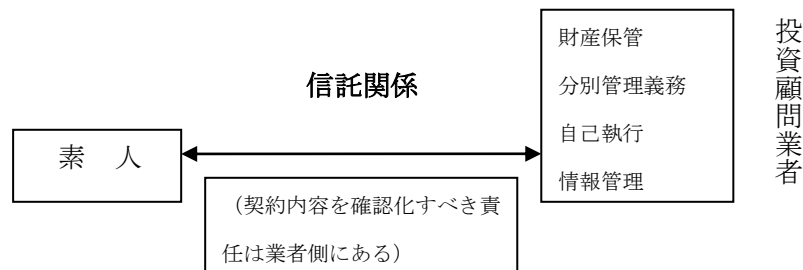 信託関係
素 人
(契約内容を確認化すべき責
任は業者側にある)
財産保管
分別管理義務
自己執行
情報管理
投資顧問業者